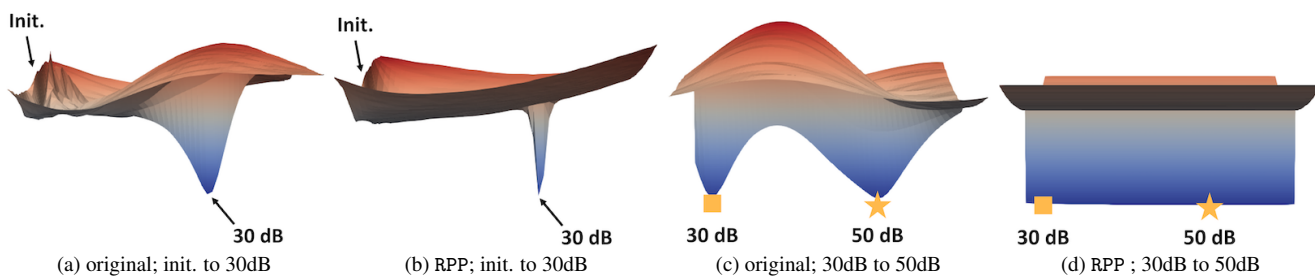 Init.
30 dB
(a) original; init. to 30dB
Init.
30 dB
(b) RPP; init. to 30dB
30 dB
50 dB
(c) original; 30dB to 50dB
30 dB
50 dB
(d) RPP ; 30dB to 50dB